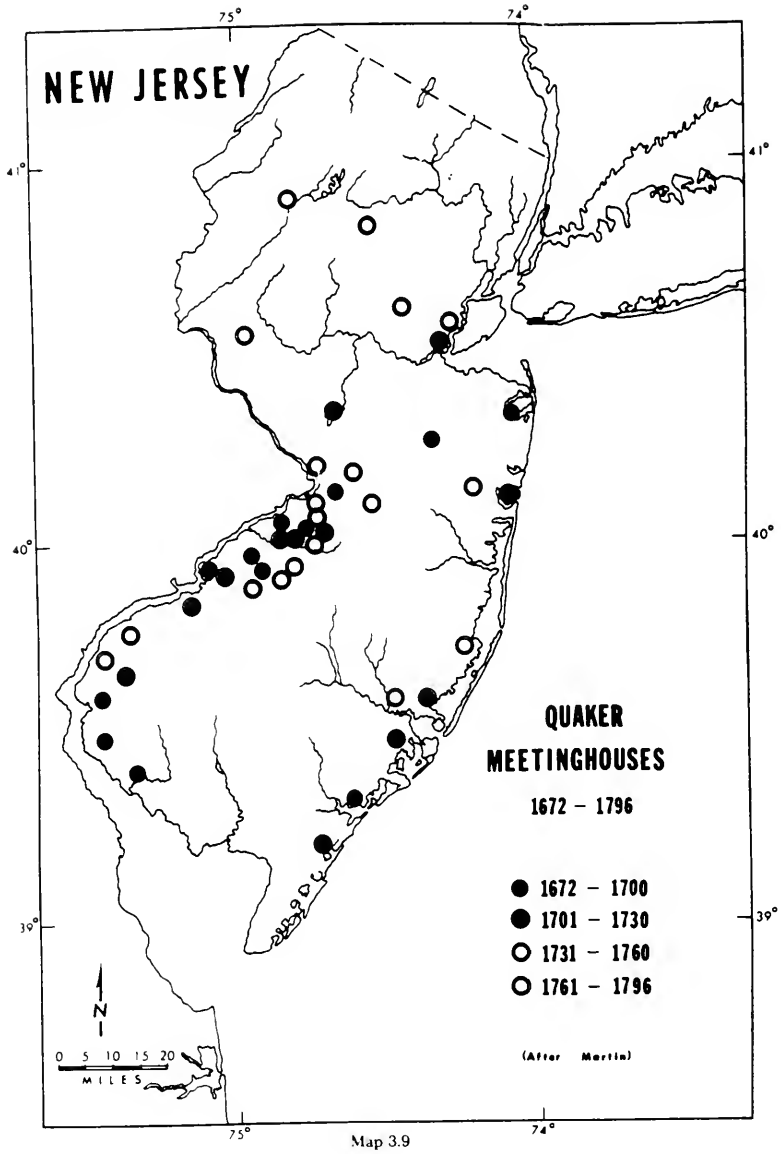 75°
74°
NEW JERSEY
41°
41°
40°
40°
QUAKER
MEETINGHOUSES
1672 – 1796
1672 – 1700
1701 – 1730
39°
39°
1731 – 1760
1761 – 1796
N
0 5 10 15 20
MILES
(After Martin)
75°
74°
Map 3.9